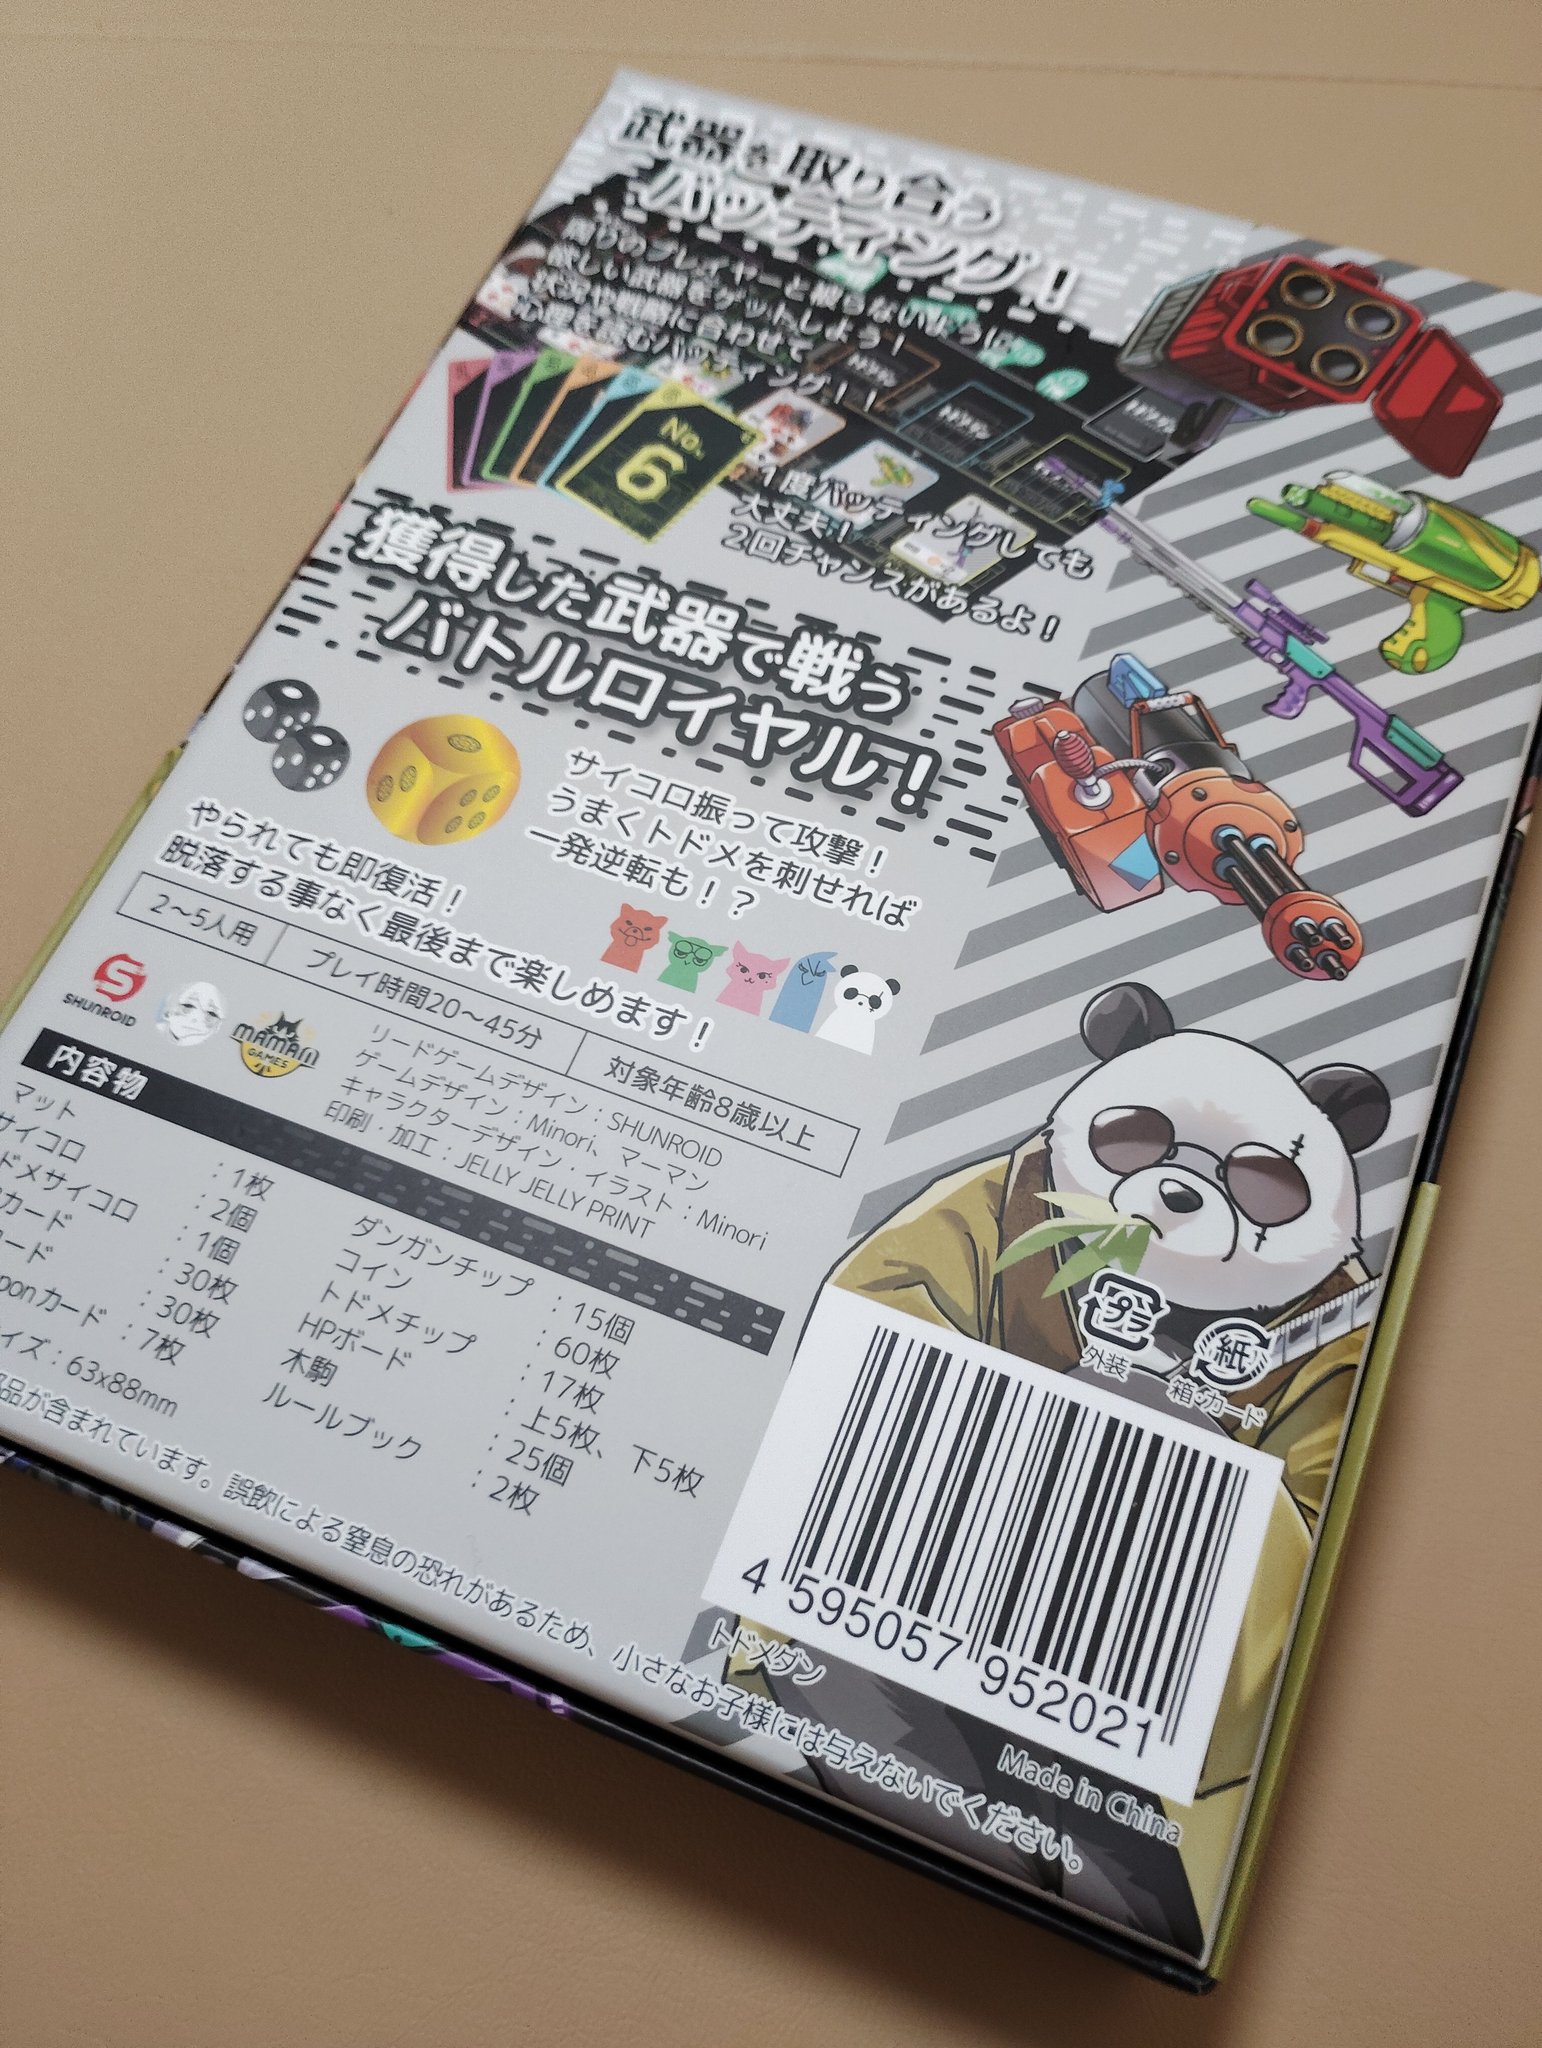 武器を取り合う
バッティング!
周りのプレイヤーと被らないように
欲しい武器をゲットしよう!
状況や戦略に合わせて
心理を読むバッティング!!
No.
6
トドメダン
トドメダン
トドメダン
1度バッティングしても
大丈夫!
2回チャンスがあるよ!
獲得した武器で戦う
バトルロイヤル!
サイコロ振って攻撃!
うまくトドメを刺せれば
一発逆転も!?
やられても即復活!
脱落する事なく最後まで楽しめます!
2〜5人用
プレイ時間20〜45分
対象年齢8歳以上
SHUNROID
MAMAN
GAMES
リードゲームデザイン:SHUNROID
ゲームデザイン:Minori、マーマン
キャラクターデザイン・イラスト:Minori
印刷・加工:JELLY JELLY PRINT
内容物
マット :1枚
サイコロ :2個
ドメサイコロ :1個
カード :30枚
ード :30枚
ponカード :7枚
イズ:63x88mm
ダンガンチップ :15個
コイン :60枚
トドメチップ :17枚
HPボード :上5枚、下5枚
木駒 :25個
ルールブック :2枚
品が含まれています。誤飲による窒息の恐れがあるため、小さなお子様には与えないでください。
プラ
外装
紙
箱・カード
4 595057 952021
トドメダン
Made in China